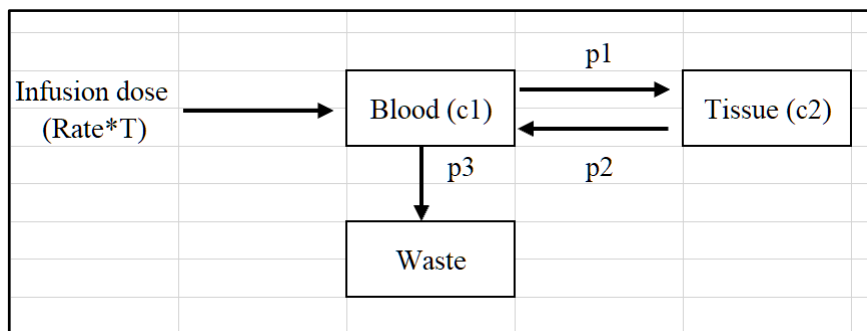 p1
Infusion dose
(Rate*T)
Blood (c1)
Tissue (c2)
p3
p2
Waste